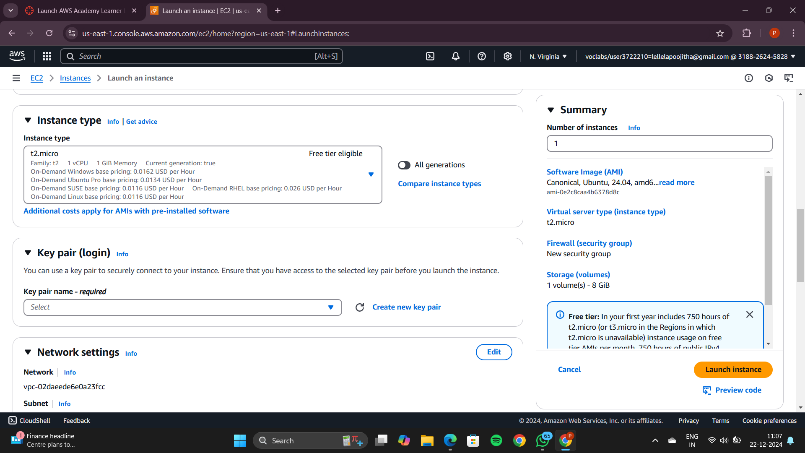 Launch AWS Academy Learner
Launch an instance | EC2 | us-e
us-east-1.console.aws.amazon.com/ec2/home?region=us-east-1#LaunchInstances:
P
aws
Search
[Alt+S]
N. Virginia
voclabs/user3722210=lellelapoojitha@gmail.com @ 3188-2624-5828
EC2
Instances
Launch an instance
Instance type
Info | Get advice
Instance type
t2.micro
Free tier eligible
Family: t2 1 vCPU 1 GiB Memory Current generation: true
On-Demand Windows base pricing: 0.0162 USD per Hour
On-Demand Ubuntu Pro base pricing: 0.0134 USD per Hour
On-Demand SUSE base pricing: 0.0116 USD per Hour On-Demand RHEL base pricing: 0.026 USD per Hour
On-Demand Linux base pricing: 0.0116 USD per Hour
All generations
Compare instance types
Additional costs apply for AMIs with pre-installed software
Key pair (login)
Info
You can use a key pair to securely connect to your instance. Ensure that you have access to the selected key pair before you launch the instance.
Key pair name - required
Select
Create new key pair
Network settings
Info
Edit
Network
Info
vpc-02daeede6e0a23fcc
Subnet
Info
Summary
Number of instances
Info
1
Software Image (AMI)
Canonical, Ubuntu, 24.04, amd6...read more
ami-0e2c8caa4b6378d8c
Virtual server type (instance type)
t2.micro
Firewall (security group)
New security group
Storage (volumes)
1 volume(s) - 8 GiB
Free tier: In your first year includes 750 hours of
t2.micro (or t3.micro in the Regions in which
t2.micro is unavailable) instance usage on free
tier AMIs per month, 750 hours of public IPv4
Cancel
Launch instance
Preview code
CloudShell
Feedback
© 2024, Amazon Web Services, Inc. or its affiliates.
Privacy
Terms
Cookie preferences
Finance headline
Centre plans to...
Search
ENG
IN
11:07
22-12-2024